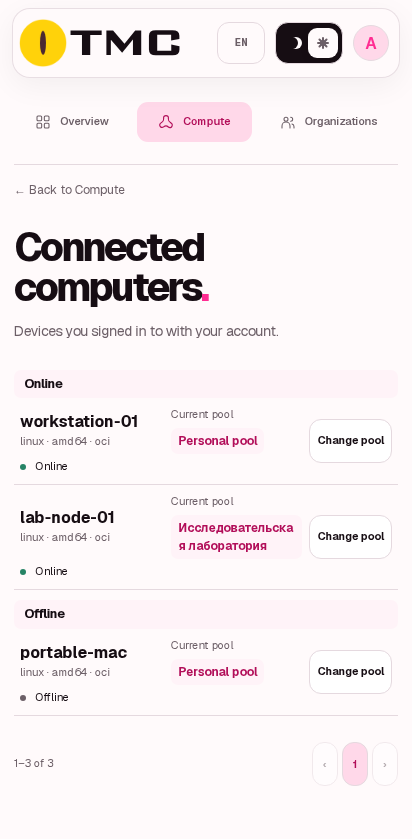 TMC
EN
A
Overview
Compute
Organizations
← Back to Compute
Connected
computers.
Devices you signed in to with your account.
Online
workstation-01
linux · amd64 · oci
Online
Current pool
Personal pool
Change pool
lab-node-01
linux · amd64 · oci
Online
Current pool
Исследовательска
я лаборатория
Change pool
Offline
portable-mac
linux · amd64 · oci
Offline
Current pool
Personal pool
Change pool
1–3 of 3
‹
1
›